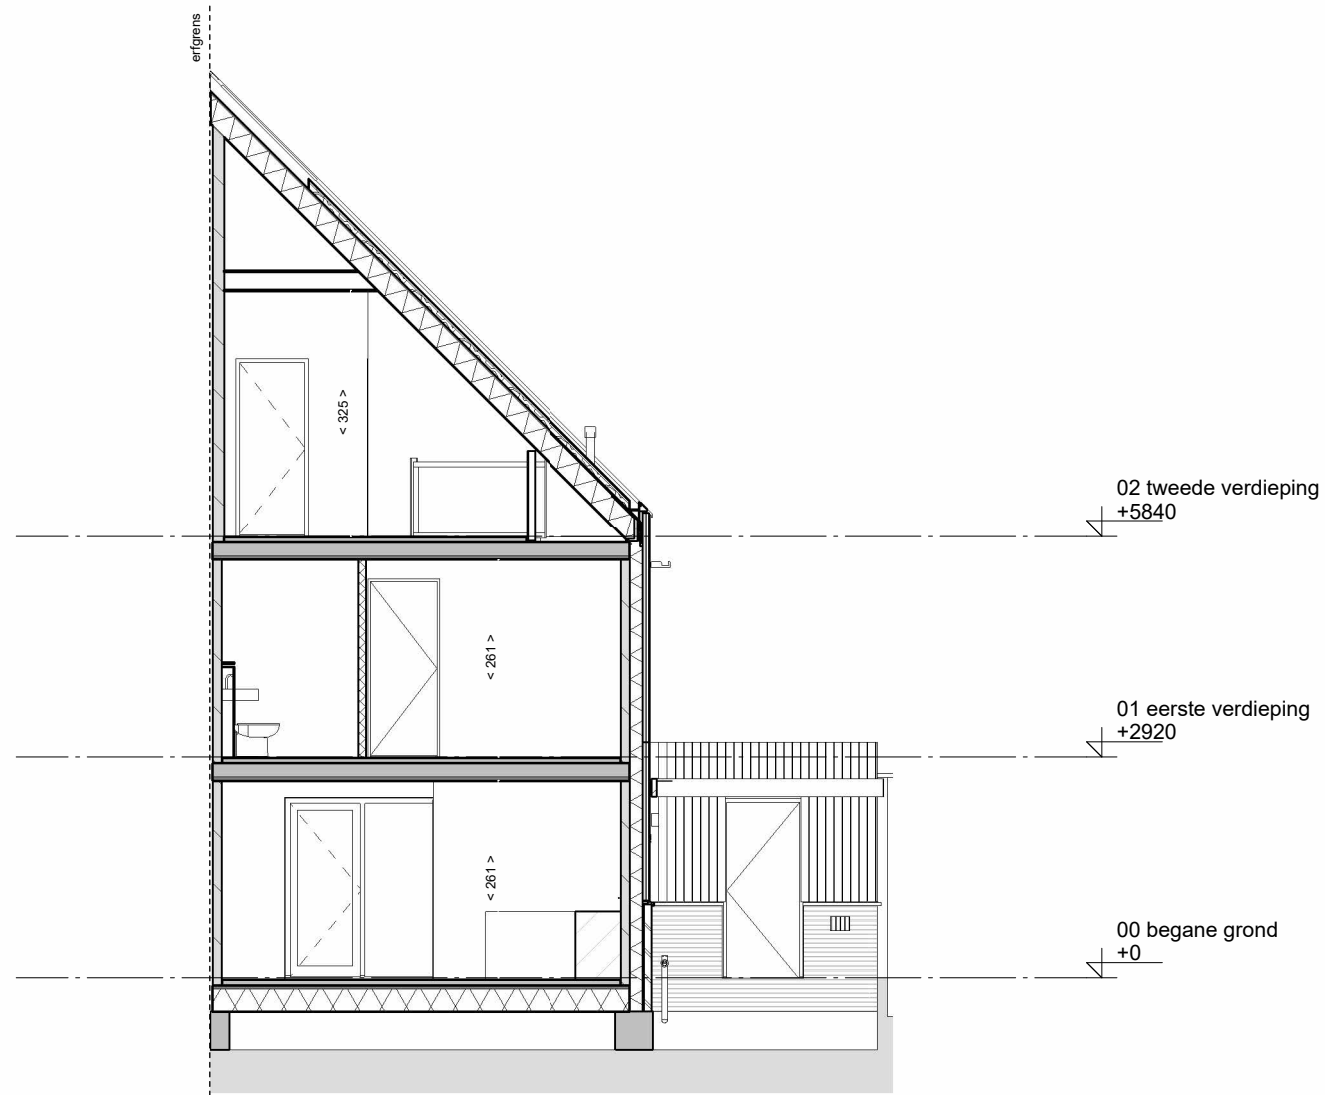 erfgrens
< 325 >
02 tweede verdieping
+5840
< 261 >
01 eerste verdieping
+2920
< 261 >
00 begane grond
+0